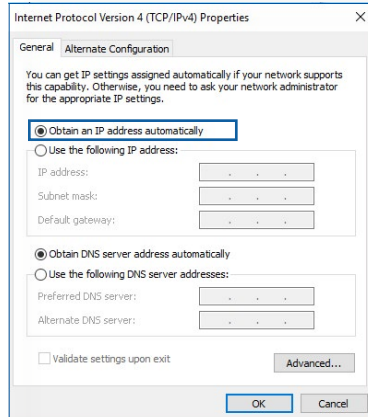 Internet Protocol Version 4 (TCP/IPv4) Properties
General Alternate Configuration
You can get IP settings assigned automatically if your network supports
this capability. Otherwise, you need to ask your network administrator
for the appropriate IP settings.
Obtain an IP address automatically
Use the following IP address:
IP address:
Subnet mask:
Default gateway:
Obtain DNS server address automatically
Use the following DNS server addresses:
Preferred DNS server:
Alternate DNS server:
Validate settings upon exit
Advanced...
OK Cancel